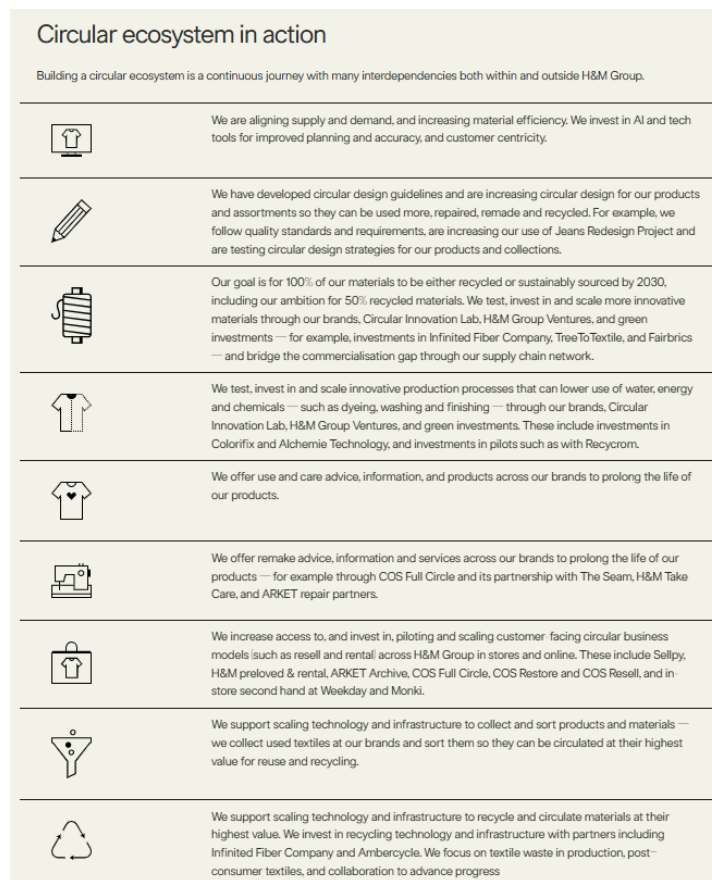 Circular ecosystem in action
Building a circular ecosystem is a continuous journey with many interdependencies both within and outside H&M Group.
We are aligning supply and demand, and increasing material efficiency. We invest in AI and tech
tools for improved planning and accuracy, and customer centricity.
We have developed circular design guidelines and are increasing circular design for our products
and assortments so they can be used more, repaired, remade and recycled. For example, we
follow quality standards and requirements, are increasing our use of Jeans Redesign Project and
are testing circular design strategies for our products and collections.
Our goal is for 100% of our materials to be either recycled or sustainably sourced by 2030,
including our ambition for 50% recycled materials. We test, invest in and scale more innovative
materials through our brands, Circular Innovation Lab, H&M Group Ventures, and green
investments — for example, investments in Infinited Fiber Company, TreeToTextile, and Fairbrics
— and bridge the commercialisation gap through our supply chain network.
We test, invest in and scale innovative production processes that can lower use of water, energy
and chemicals — such as dyeing, washing and finishing — through our brands, Circular
Innovation Lab, H&M Group Ventures, and green investments. These include investments in
Colorifix and Alchemie Technology, and investments in pilots such as with Recycrom.
We offer use and care advice, information, and products across our brands to prolong the life of
our products.
We offer remake advice, information and services across our brands to prolong the life of our
products — for example through COS Full Circle and its partnership with The Seam, H&M Take
Care, and ARKET repair partners.
We increase access to, and invest in, piloting and scaling customer-facing circular business
models (such as resell and rental) across H&M Group in stores and online. These include Sellpy,
H&M preloved & rental, ARKET Archive, COS Full Circle, COS Restore and COS Resell, and in-
store second hand at Weekday and Monki.
We support scaling technology and infrastructure to collect and sort products and materials —
we collect used textiles at our brands and sort them so they can be circulated at their highest
value for reuse and recycling.
We support scaling technology and infrastructure to recycle and circulate materials at their
highest value. We invest in recycling technology and infrastructure with partners including
Infinited Fiber Company and Ambercycle. We focus on textile waste in production, post-
consumer textiles, and collaboration to advance progress